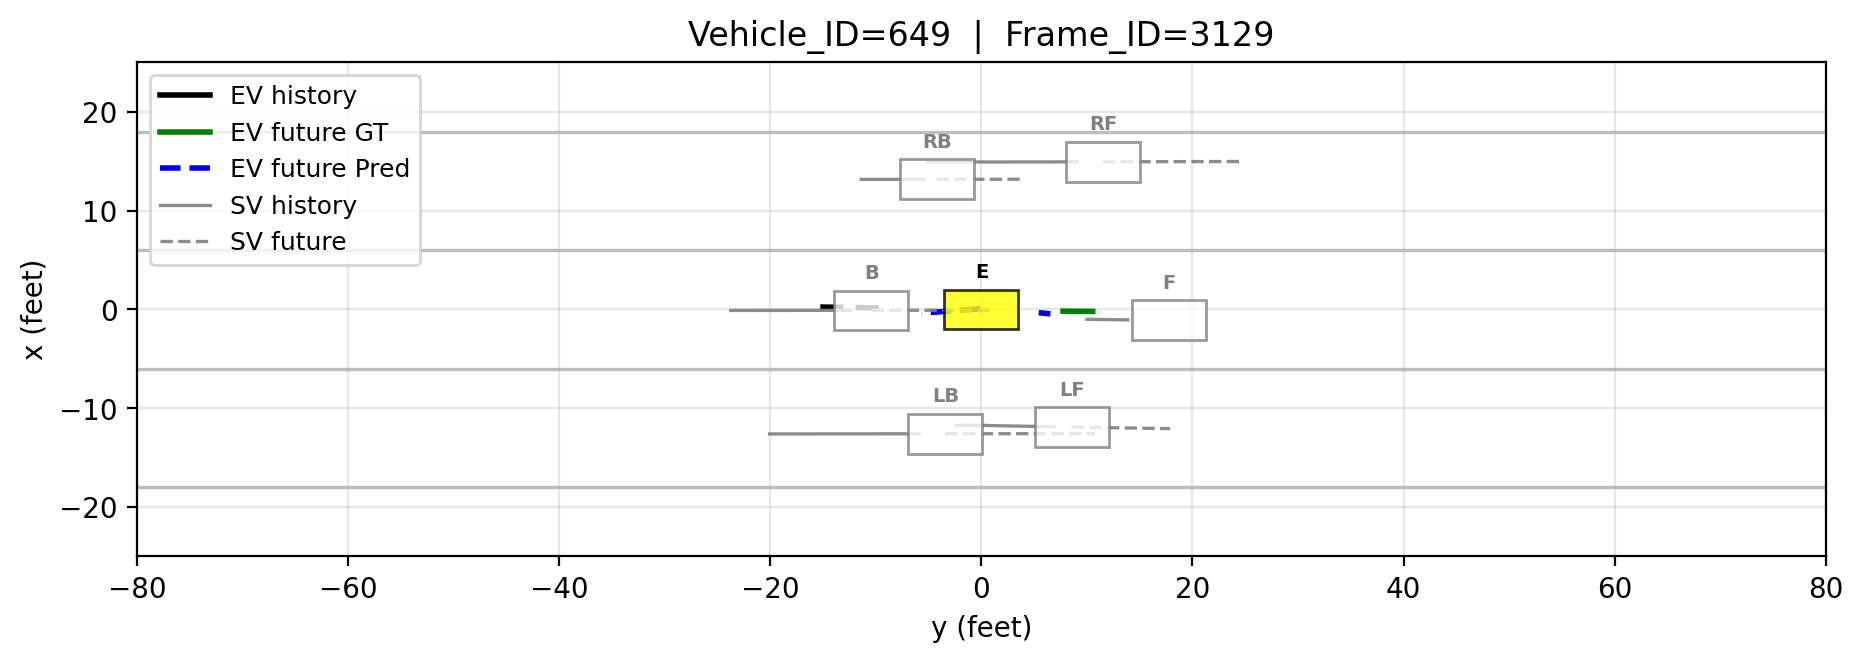 Vehicle_ID=649 | Frame_ID=3129
EV history
EV future GT
EV future Pred
SV history
SV future
RB
RF
B
E
F
LB
LF
20
10
0
−10
−20
x (feet)
−80
−60
−40
−20
0
20
40
60
80
y (feet)